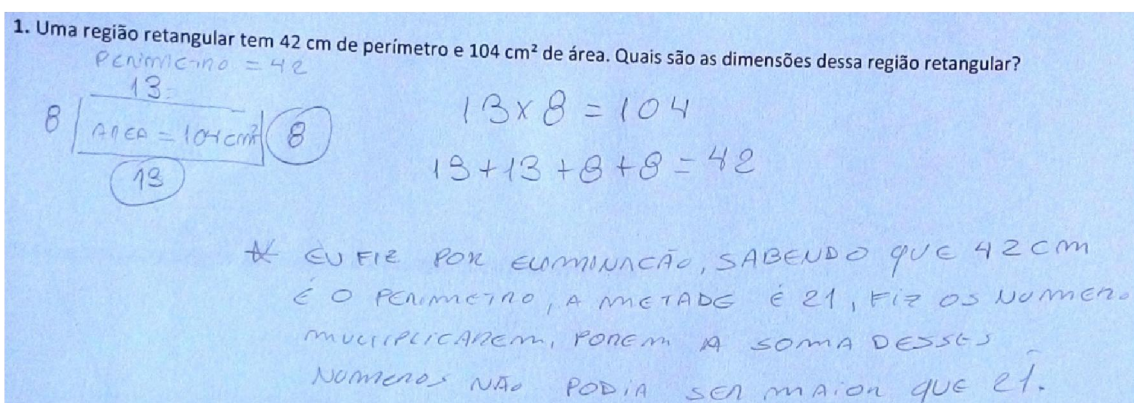 1. Uma região retangular tem 42 cm de perímetro e 104 cm² de área. Quais são as dimensões dessa região retangular?
PERIMETRO = 42
13
8 AREA = 104cm² 8
13
13 x 8 = 104
13 + 13 + 8 + 8 = 42
* EU FIZ POR ELIMINAÇÃO, SABENDO QUE 42 cm
É O PERIMETRO, A METADE É 21, FIZ OS NUMERO
MULTIPLICAREM, POREM A SOMA DESSES
NUMEROS NÃO PODIA SER MAIOR QUE 21.